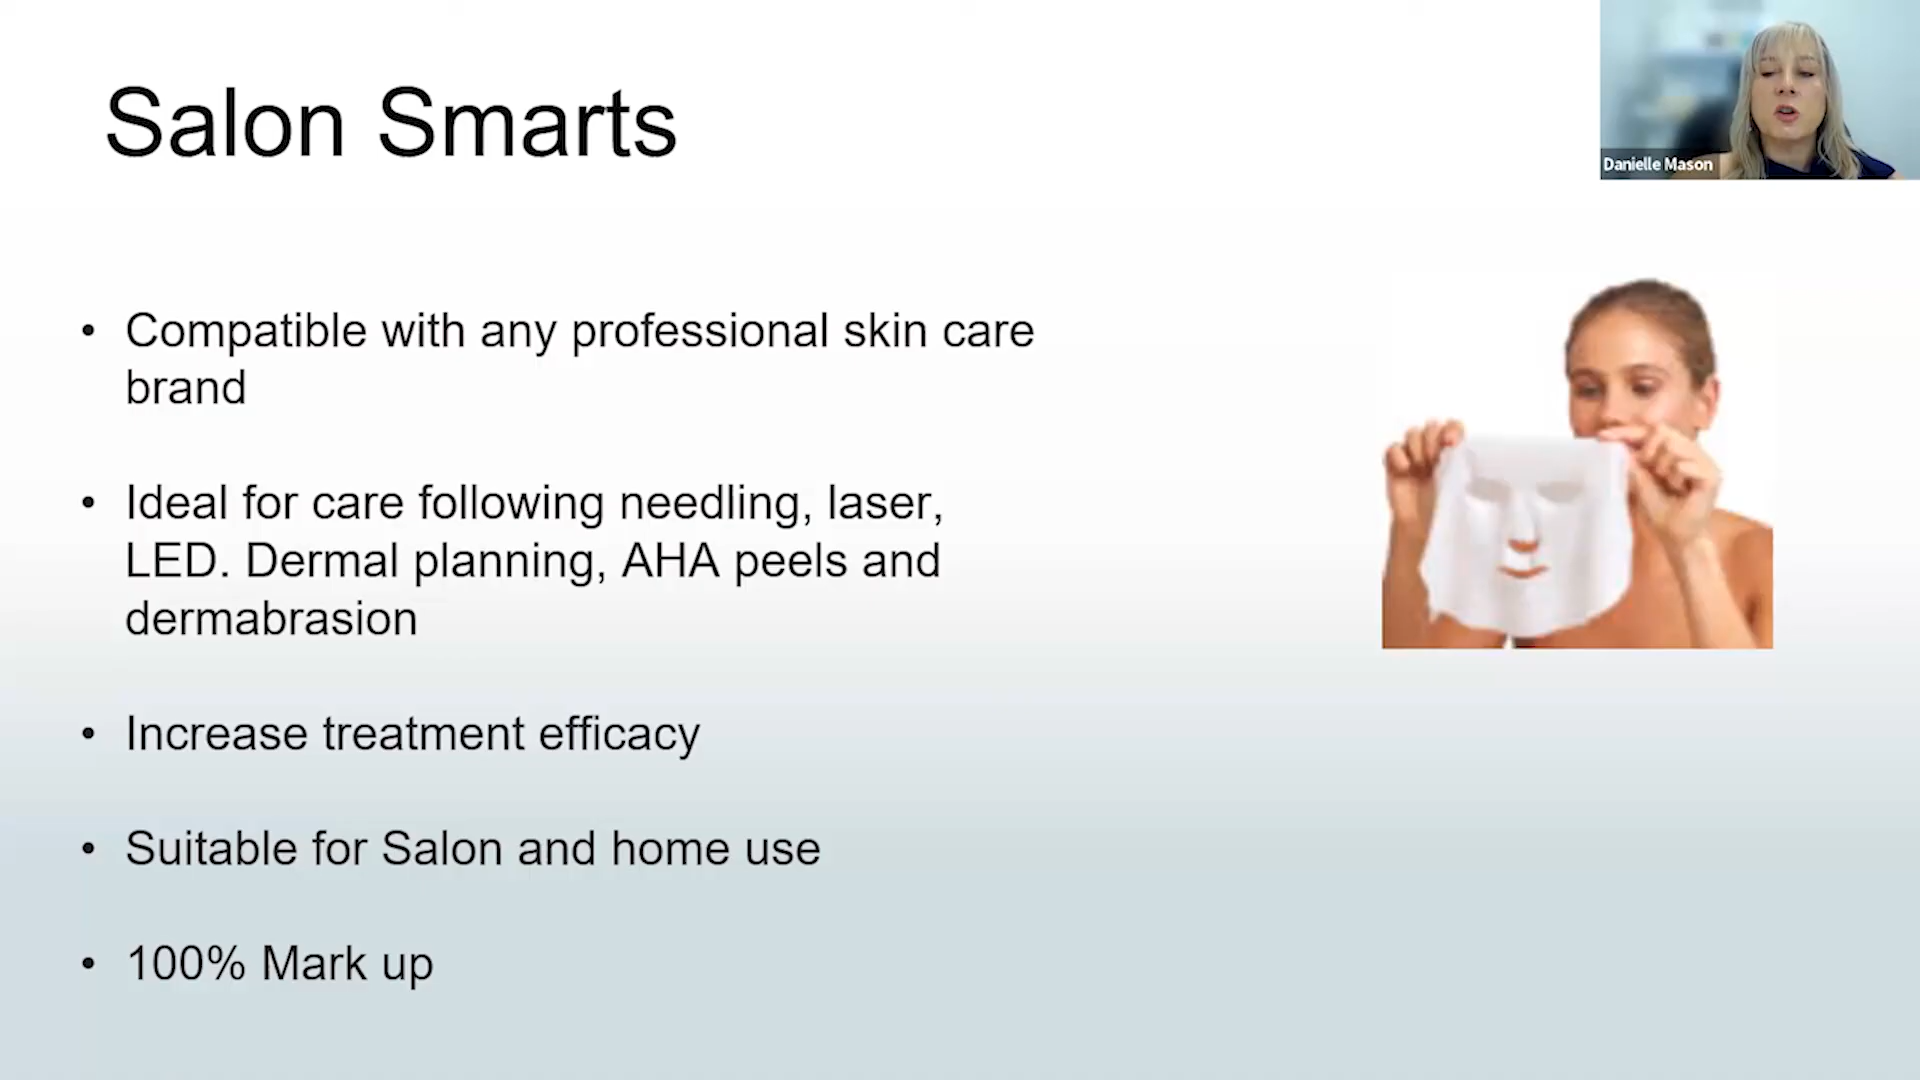 Salon Smarts
Danielle Mason
• Compatible with any professional skin care
brand
• Ideal for care following needling, laser,
LED. Dermal planning, AHA peels and
dermabrasion
• Increase treatment efficacy
• Suitable for Salon and home use
• 100% Mark up